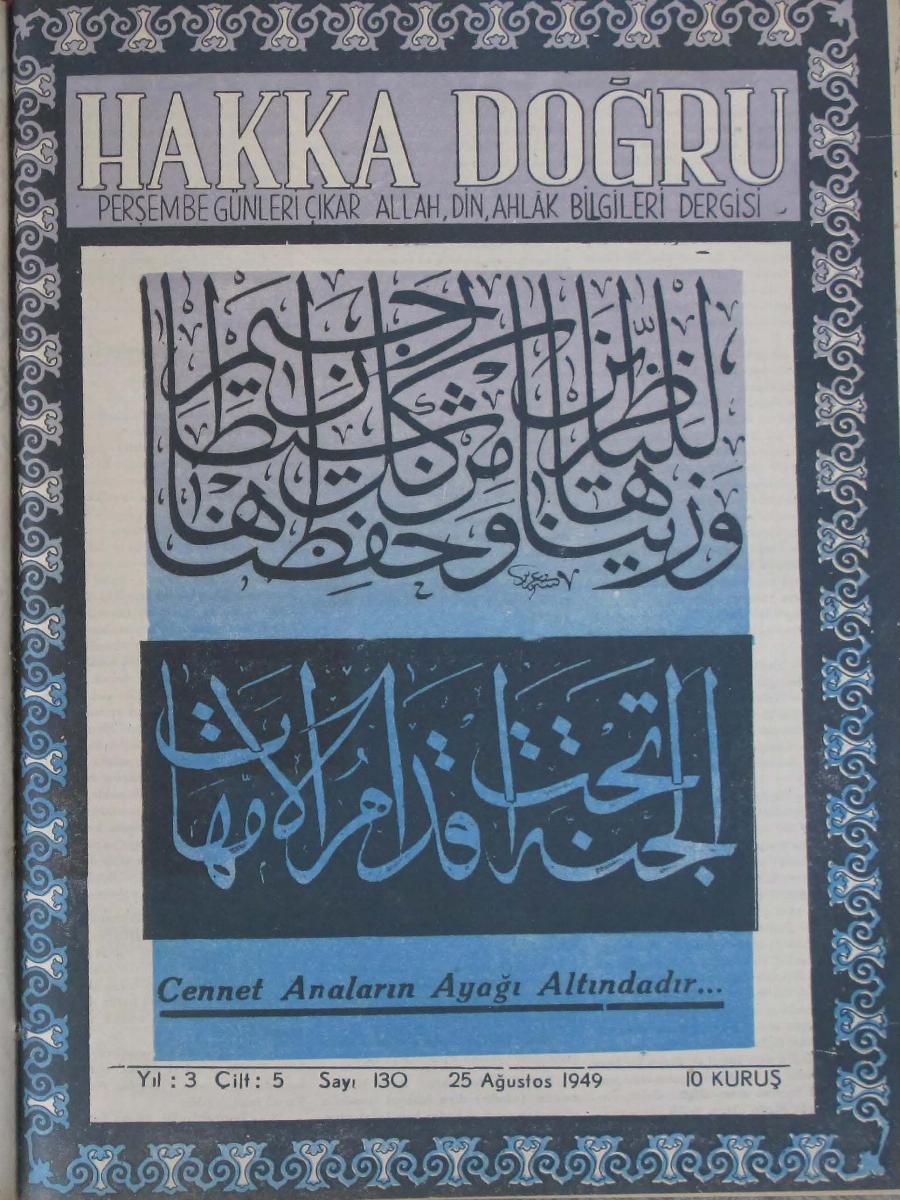 HAKKA DOĞRU
PERŞEMBE GÜNLERİ ÇIKAR ALLAH, DİN, AHLÂK BİLGİLERİ DERGİSİ
وزيناها للناظرين
وحفظناها من كل شيطان رجيم
الجنة تحت اقدام الامهات
Cennet Anaların Ayağı Altındadır...
Yıl : 3 Çilt : 5 Sayı 130 25 Ağustos 1949 10 KURUŞ